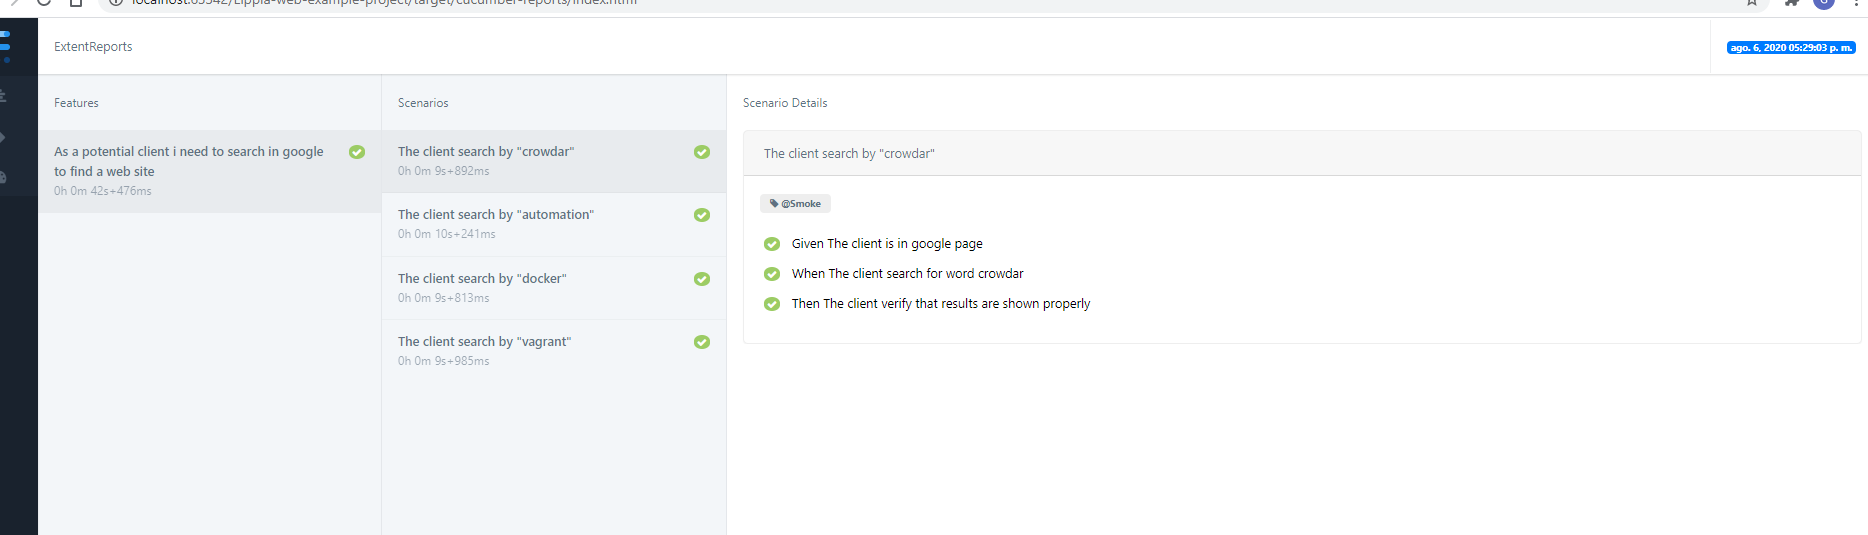 localhost:63342/Lippia-web-example-project/target/cucumber-reports/index.html
ExtentReports
ago. 6, 2020 05:29:03 p. m.
Features
Scenarios
Scenario Details
As a potential client i need to search in google
to find a web site
0h 0m 42s+476ms
The client search by "crowdar"
0h 0m 9s+892ms
The client search by "automation"
0h 0m 10s+241ms
The client search by "docker"
0h 0m 9s+813ms
The client search by "vagrant"
0h 0m 9s+985ms
The client search by "crowdar"
@Smoke
Given The client is in google page
When The client search for word crowdar
Then The client verify that results are shown properly